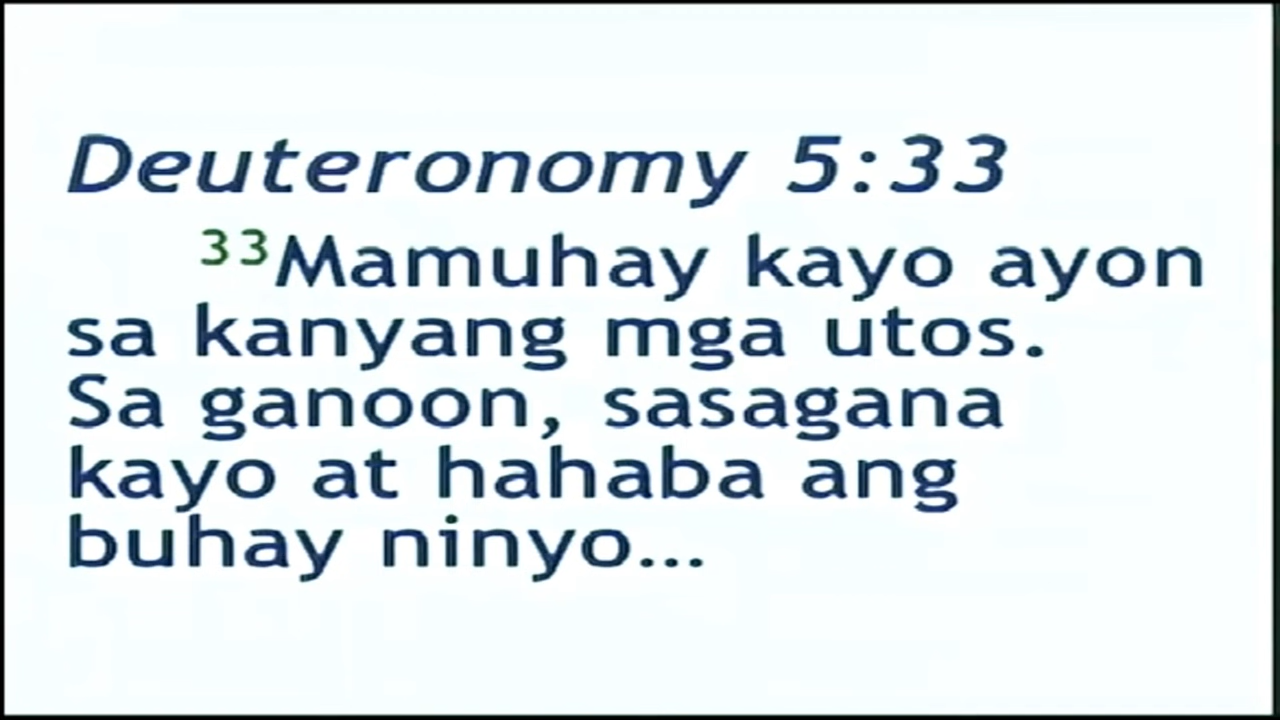 Deuteronomy 5:33
³³Mamuhay kayo ayon
sa kanyang mga utos.
Sa ganoon, sasagana
kayo at hahaba ang
buhay ninyo...